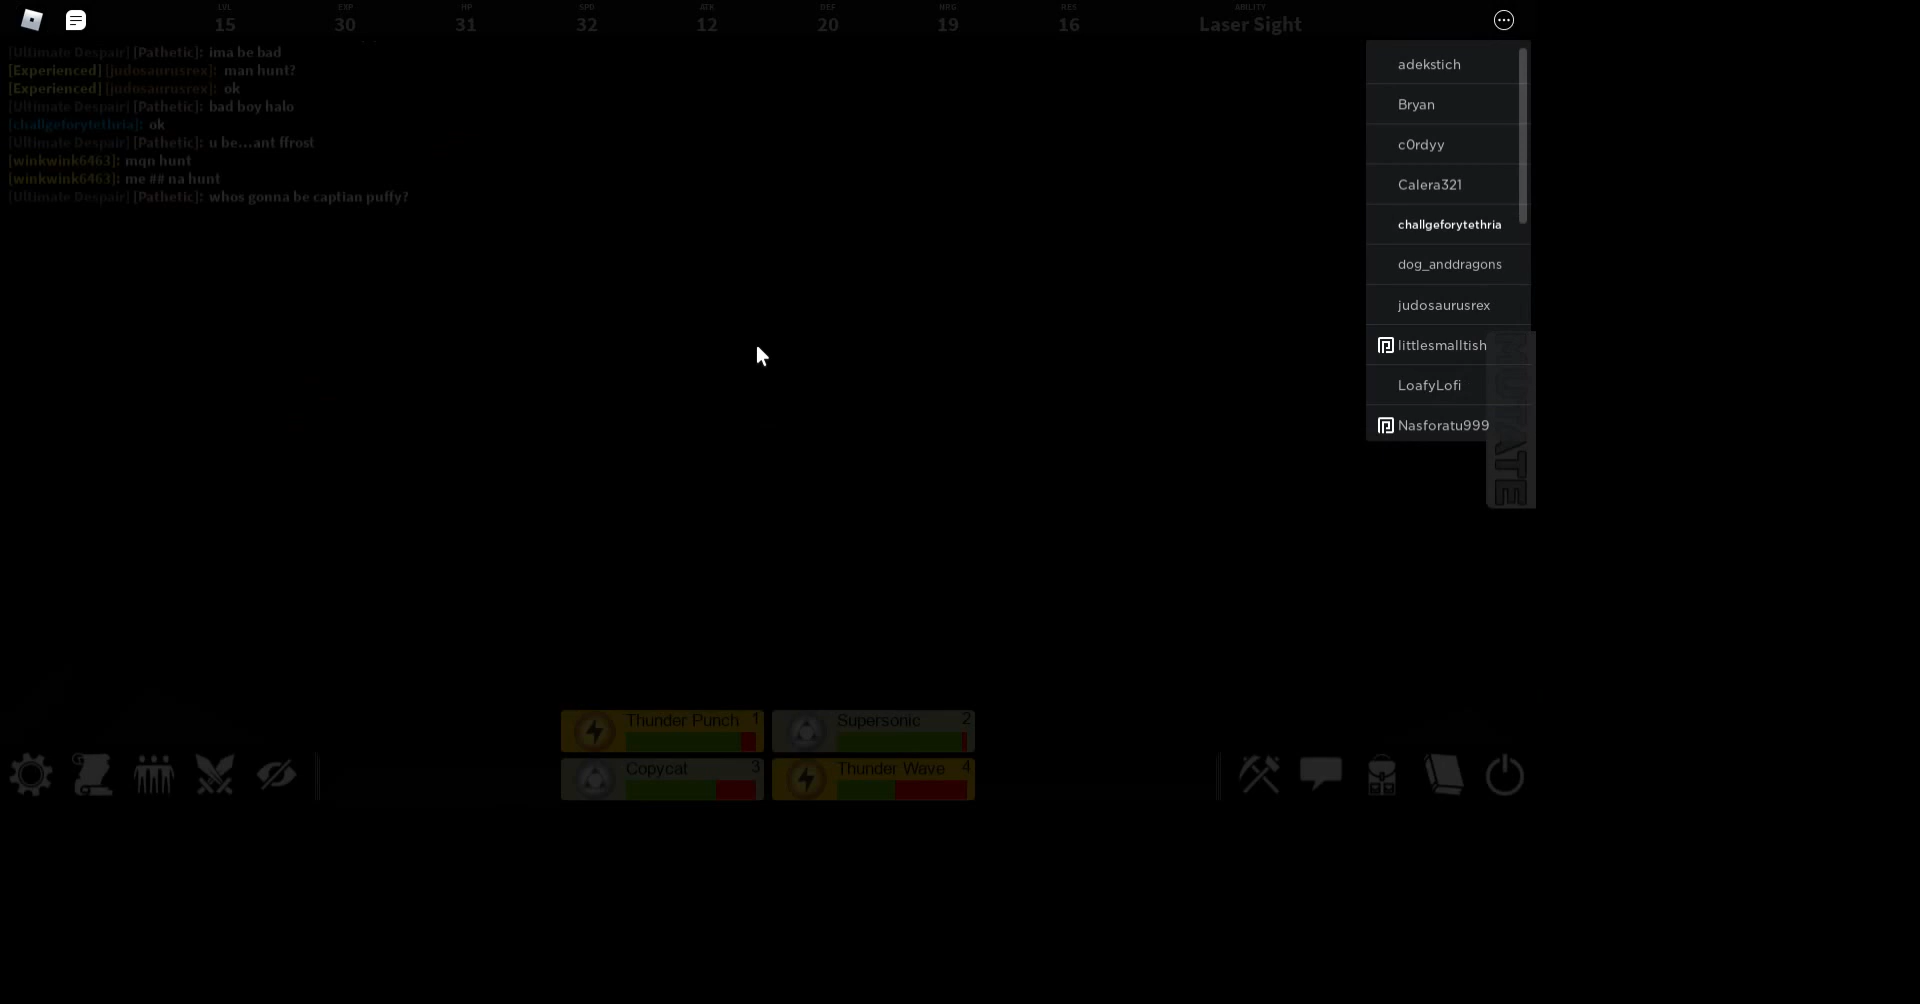 LVL EXP HP SPD ATK DEF NRG RES ABILITY
15 30 31 32 12 20 19 16 Laser Sight
[Ultimate Despair] [Pathetic]: ima be bad
[Experienced] [judosaurusrex]: man hunt?
[Experienced] [judosaurusrex]: ok
[Ultimate Despair] [Pathetic]: bad boy halo
[challgeforytethria]: ok
[Ultimate Despair] [Pathetic]: u be...ant ffrost
[winkwink6463]: mqn hunt
[winkwink6463]: me ## na hunt
[Ultimate Despair] [Pathetic]: whos gonna be captian puffy?
adekstich
Bryan
c0rdyy
Calera321
challgeforytethria
dog_anddragons
judosaurusrex
littlesmalltish
LoafyLofi
Nasforatu999
MUTATE
Thunder Punch 1
Supersonic 2
Copycat 3
Thunder Wave 4